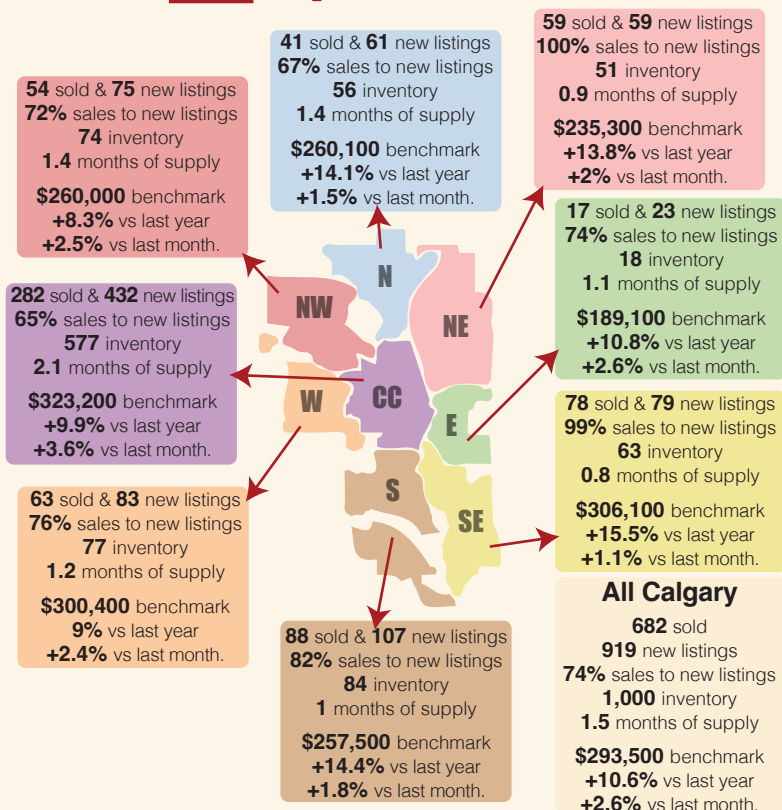 41 sold & 61 new listings
67% sales to new listings
56 inventory
1.4 months of supply
$260,100 benchmark
+14.1% vs last year
+1.5% vs last month.
59 sold & 59 new listings
100% sales to new listings
51 inventory
0.9 months of supply
$235,300 benchmark
+13.8% vs last year
+2% vs last month.
54 sold & 75 new listings
72% sales to new listings
74 inventory
1.4 months of supply
$260,000 benchmark
+8.3% vs last year
+2.5% vs last month.
17 sold & 23 new listings
74% sales to new listings
18 inventory
1.1 months of supply
$189,100 benchmark
+10.8% vs last year
+2.6% vs last month.
N
NW
NE
W
CC
E
S
SE
282 sold & 432 new listings
65% sales to new listings
577 inventory
2.1 months of supply
$323,200 benchmark
+9.9% vs last year
+3.6% vs last month.
78 sold & 79 new listings
99% sales to new listings
63 inventory
0.8 months of supply
$306,100 benchmark
+15.5% vs last year
+1.1% vs last month.
63 sold & 83 new listings
76% sales to new listings
77 inventory
1.2 months of supply
$300,400 benchmark
9% vs last year
+2.4% vs last month.
88 sold & 107 new listings
82% sales to new listings
84 inventory
1 months of supply
$257,500 benchmark
+14.4% vs last year
+1.8% vs last month.
All Calgary
682 sold
919 new listings
74% sales to new listings
1,000 inventory
1.5 months of supply
$293,500 benchmark
+10.6% vs last year
+2.6% vs last month.